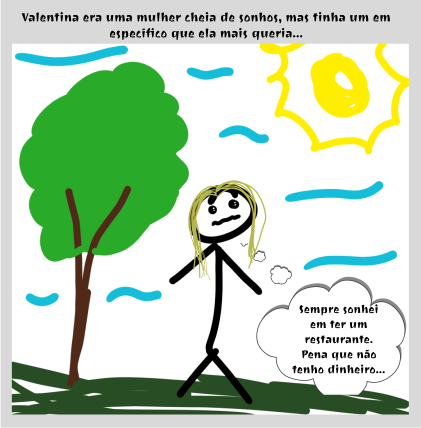 Valentina era uma mulher cheia de sonhos, mas tinha um em
específico que ela mais queria...
Sempre sonhei
em ter um
restaurante.
Pena que não
tenho dinheiro...